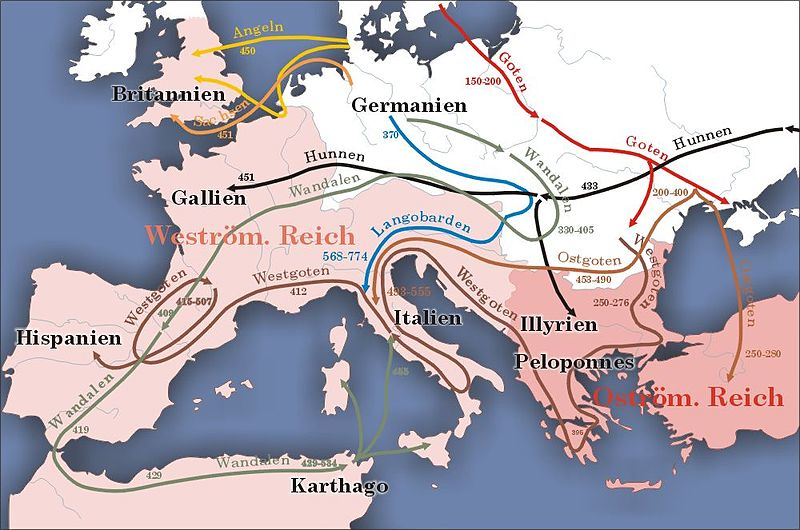 Angeln
450
Goten
150-200
Britannien
Sachsen
451
Germanien
370
Goten
Hunnen
Hunnen
451
Wandalen
Wandalen
433
200-400
Gallien
Langobarden
330-405
Weström. Reich
568-774
Ostgoten
453-490
Westgoten
Ostgoten
Westgoten
415-507
Westgoten
412
493-555
Westgoten
250-276
409
Hispanien
Italien
Illyrien
Peloponnes
250-280
455
Oström. Reich
Wandalen
419
396
Wandalen
429-534
429
Karthago